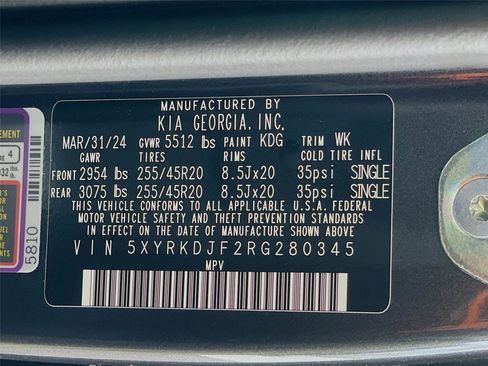 MANUFACTURED BY
KIA GEORGIA, INC.
MAR/31/24 GVWR 5512 lbs PAINT KDG TRIM WK
GAWR TIRES RIMS COLD TIRE INFL
FRONT 2954 lbs 255/45R20 8.5Jx20 35psi SINGLE
REAR 3075 lbs 255/45R20 8.5Jx20 35psi SINGLE
THIS VEHICLE CONFORMS TO ALL APPLICABLE U.S.A. FEDERAL
MOTOR VEHICLE SAFETY, BUMPER, AND THEFT PREVENTION STANDARDS
IN EFFECT ON THE DATE OF MANUFACTURE SHOWN ABOVE.
VIN 5XYRKDJF2RG280345
MPV
4
lbs.
5810